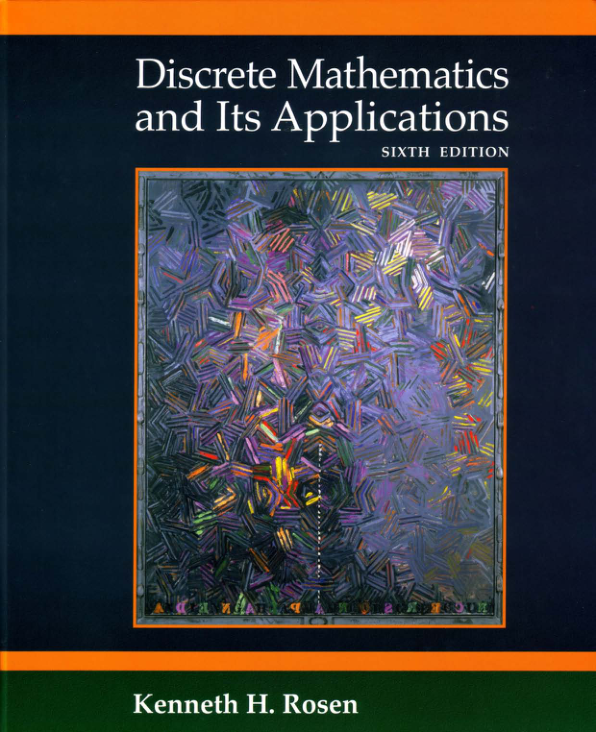 Discrete Mathematics
and Its Applications
SIXTH EDITION
Kenneth H. Rosen